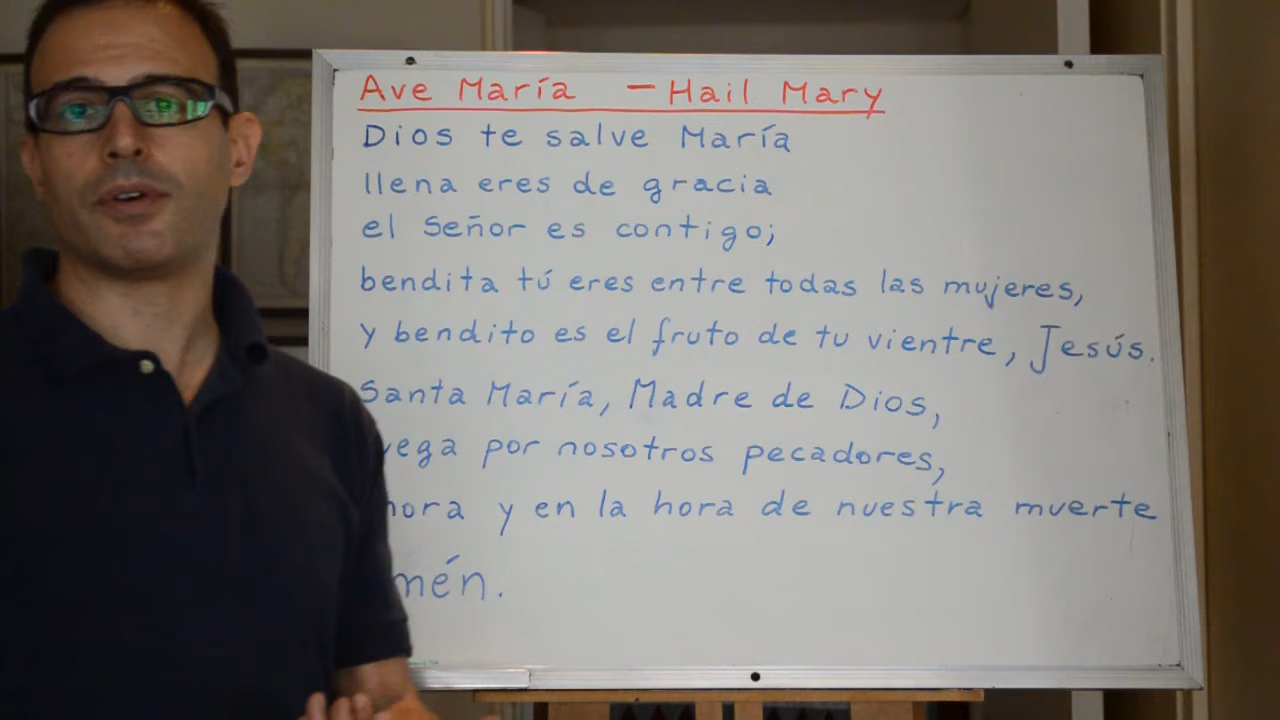 Ave María - Hail Mary
Dios te salve María
llena eres de gracia
el Señor es contigo;
bendita tú eres entre todas las mujeres,
y bendito es el fruto de tu vientre, Jesús.
Santa María, Madre de Dios,
por nosotros pecadores,
y en la hora de nuestra muerte